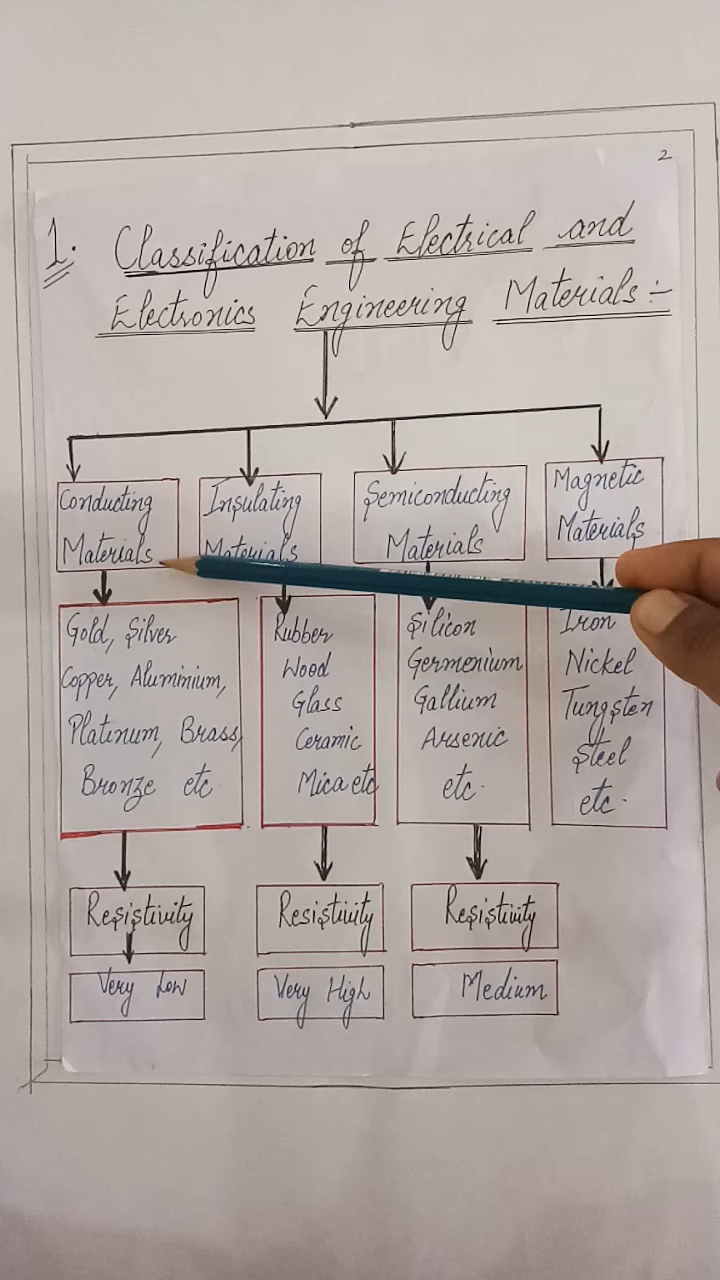 2
1. Classification of Electrical and
Electronics Engineering Materials :-
Conducting
Materials
Insulating
Materials
Semiconducting
Materials
Magnetic
Materials
Gold, Silver
Copper, Aluminium,
Platinum, Brass,
Bronze etc
Rubber
Wood
Glass
Ceramic
Mica etc
Silicon
Germenium
Gallium
Arsenic
etc.
Iron
Nickel
Tungsten
Steel
etc.
Resistivity
Very Low
Resistivity
Very High
Resistivity
Medium